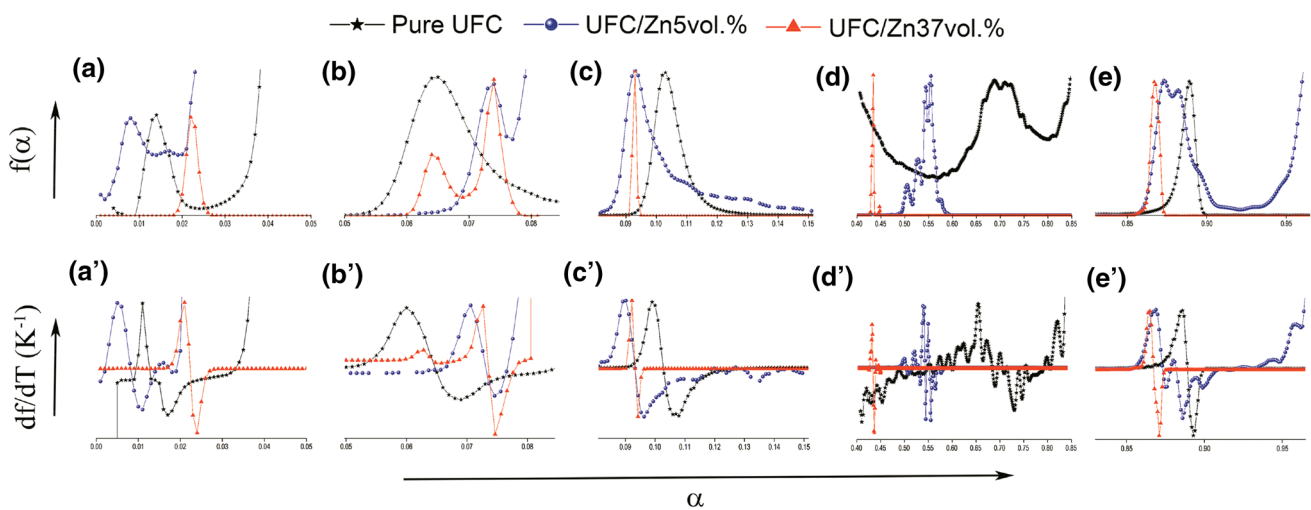 Pure UFC UFC/Zn5vol.% UFC/Zn37vol.%
(a) (b) (c) (d) (e)
f(α)
0.00 0.01 0.02 0.03 0.04 0.05
0.05 0.06 0.07 0.08
0.09 0.10 0.11 0.12 0.13 0.14 0.15
0.40 0.45 0.50 0.55 0.60 0.65 0.70 0.75 0.80 0.85
0.85 0.90 0.95
(a') (b') (c') (d') (e')
df/dT (K⁻¹)
0.00 0.01 0.02 0.03 0.04 0.05
0.05 0.06 0.07 0.08
0.09 0.10 0.11 0.12 0.13 0.14 0.15
0.40 0.45 0.50 0.55 0.60 0.65 0.70 0.75 0.80 0.85
0.85 0.90 0.95
α